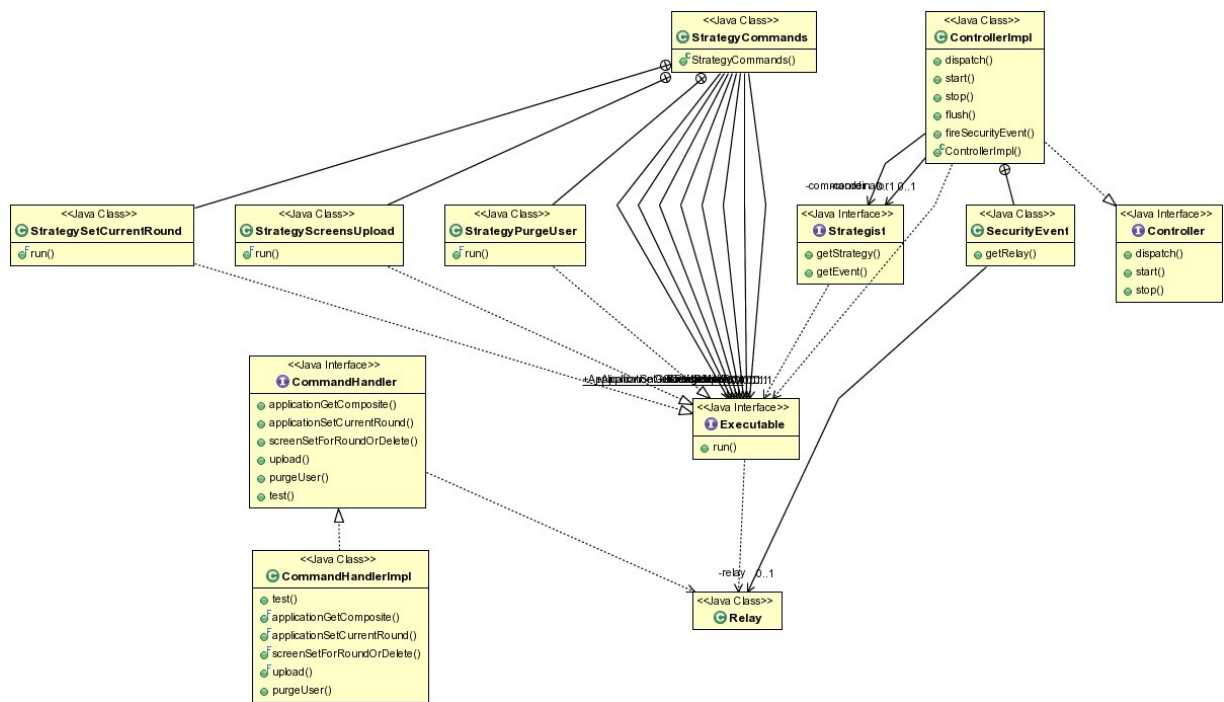 <<Java Class>>
StrategyCommands
StrategyCommands()
<<Java Class>>
ControllerImpl
dispatch()
start()
stop()
flush()
fireSecurityEvent()
ControllerImpl()
0..1
<<Java Class>>
StrategySetCurrentRound
run()
<<Java Class>>
StrategyScreensUpload
run()
<<Java Class>>
StrategyPurgeUser
run()
<<Java Interface>>
Strategist
getStrategy()
getEvent()
<<Java Class>>
SecurityEvent
getRelay()
<<Java Interface>>
Controller
dispatch()
start()
stop()
<<Java Interface>>
CommandHandler
applicationGetComposite()
applicationSetCurrentRound()
screenSetForRoundOrDelete()
upload()
purgeUser()
test()
<<Java Interface>>
Executable
run()
<<Java Class>>
CommandHandlerImpl
test()
applicationGetComposite()
applicationSetCurrentRound()
screenSetForRoundOrDelete()
upload()
purgeUser()
-relay 0..1
<<Java Class>>
Relay